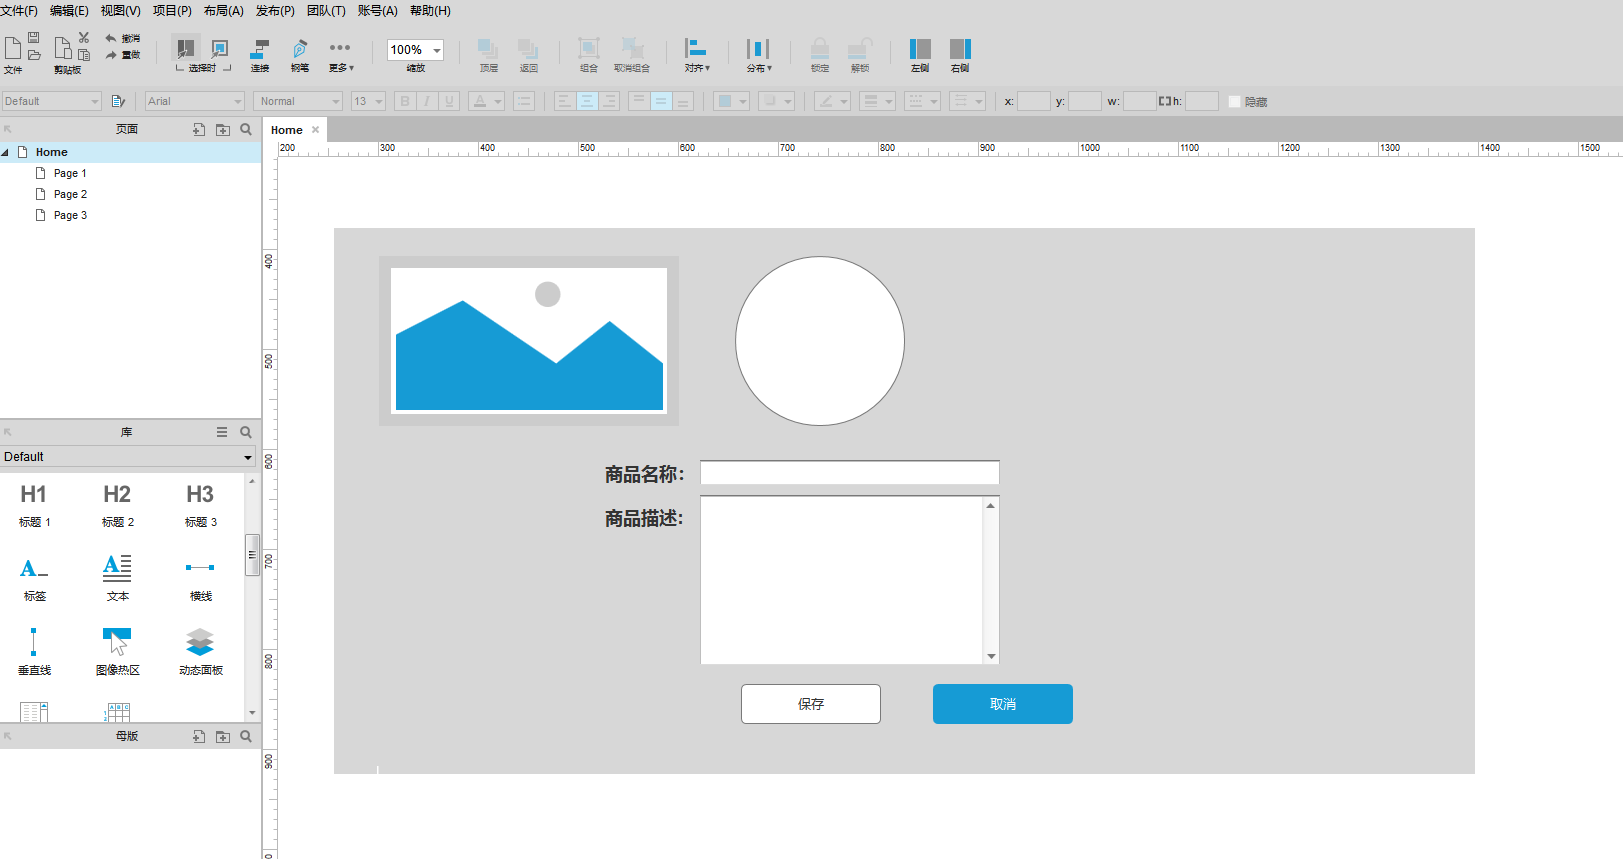 文件(F) 编辑(E) 视图(V) 项目(P) 布局(A) 发布(P) 团队(T) 账号(A) 帮助(H)
撤消
重做
文件 剪贴板 选择时 连接 钢笔 更多▾ 100% 缩放 顶层 返回 组合 取消组合 对齐▾ 分布▾ 锁定 解锁 左侧 右侧
Default Arial Normal 13 B I U A x: y: w: h: 隐藏
页面
Home
Page 1
Page 2
Page 3
库
Default
H1 H2 H3
标题 1 标题 2 标题 3
A A
标签 文本 横线
垂直线 图像热区 动态面板
母版
Home
200 300 400 500 600 700 800 900 1000 1100 1200 1300 1400 1500
400
500
600
700
800
900
商品名称：
商品描述:
保存 取消